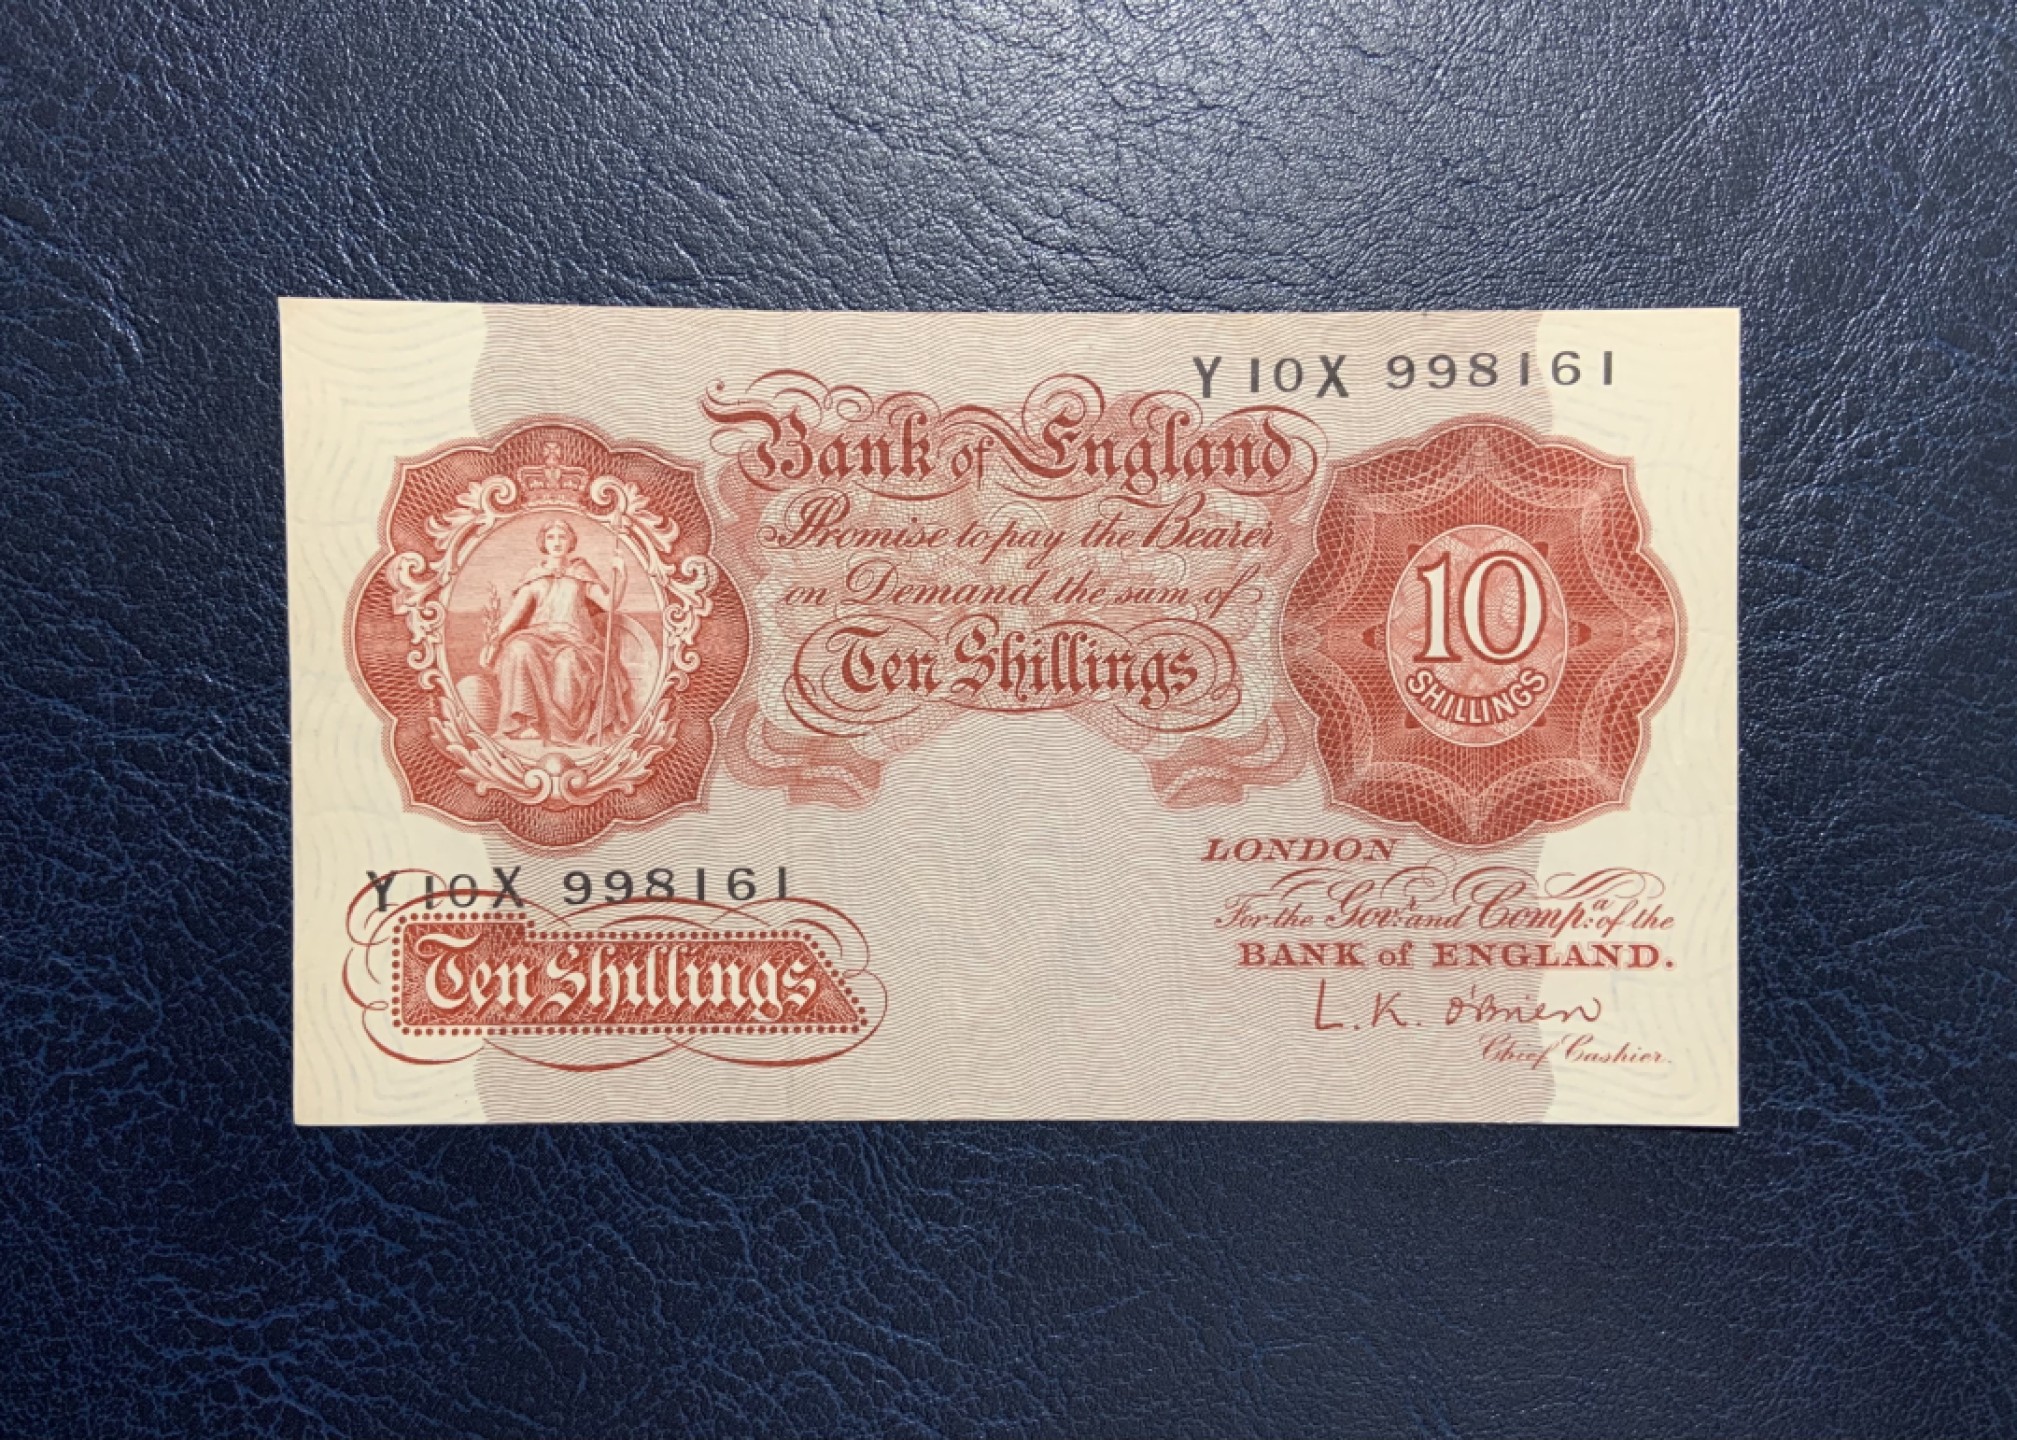 Y10X 998161
Bank of England
Promise to pay the Bearer
on Demand the sum of
Ten Shillings
10
SHILLINGS
Y10X 998161
Ten Shillings
LONDON
For the Govr. and Compa. of the
BANK of ENGLAND.
L. K. O'Brien
Chief Cashier.